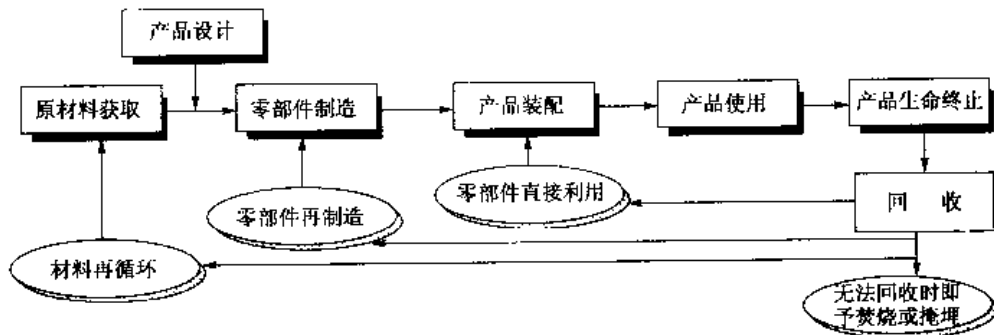 产品设计
原材料获取
零部件制造
产品装配
产品使用
产品生命终止
零部件直接利用
回 收
零部件再制造
材料再循环
无法回收时即
予焚烧或掩埋